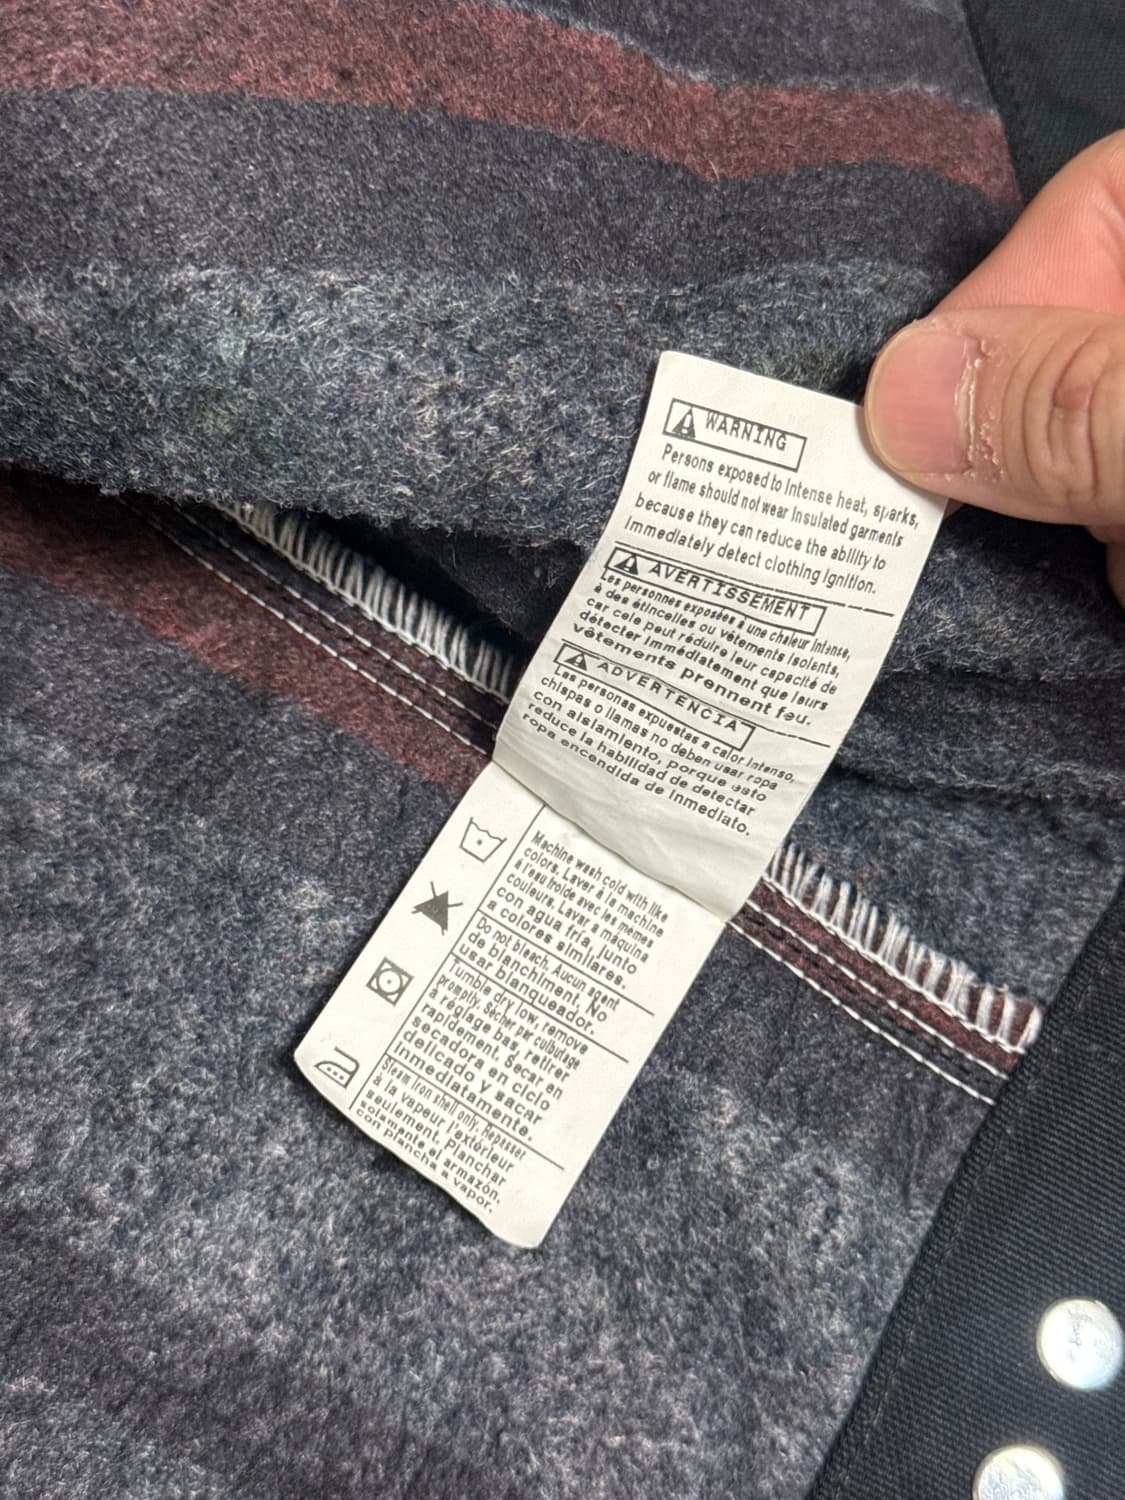 WARNING
Persons exposed to Intense heat, sparks,
or flame should not wear Insulated garments
because they can reduce the ability to
Immediately detect clothing Ignition.
AVERTISSEMENT
Les personnes exposées à une chaleur Intense,
à des étincelles ou vêtements Isolents,
car cele peut réduire leur capacité de
détecter Immédiatement que leurs
vêtements prennent feu.
ADVERTENCIA
Las personas expuestas a calor Intenso,
chispas o llamas no deben usar ropa
con aislamiento, porque esto
reduce la habilidad de detectar
ropa encendida de Inmediato.
Machine wash cold with like
colors. Laver à la machine
à l'eau froide avec les mêmes
couleurs. Lavar a máquina
con agua fría, junto
a colores similares.
Do not bleach. Aucun agent
de blanchiment. No
usar blanqueador.
Tumble dry low, remove
promptly. Sécher par culbutage
à réglage bas, retirer
rapidement. Secar en
secadora en ciclo
delicado y sacar
Inmediatamente.
Steam Iron shell only. Repasser
à la vapeur l'extérieur
seulement. Planchar
solamente el armazón.
con plancha a vapor.